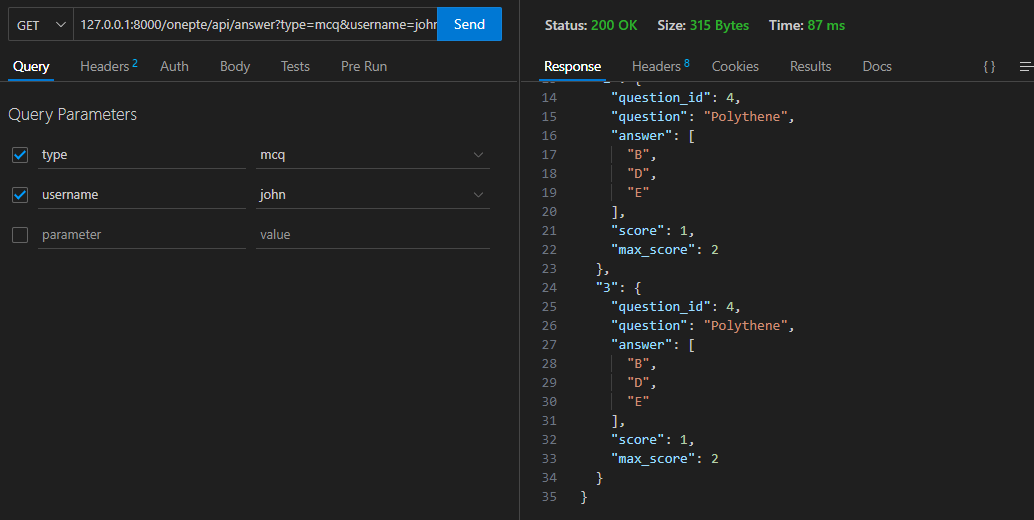 GET 127.0.0.1:8000/onepte/api/answer?type=mcq&username=john Send
Query Headers 2 Auth Body Tests Pre Run
Query Parameters
type mcq
username john
parameter value
Status: 200 OK Size: 315 Bytes Time: 87 ms
Response Headers 8 Cookies Results Docs { }
14 "question_id": 4,
15 "question": "Polythene",
16 "answer": [
17 "B",
18 "D",
19 "E"
20 ],
21 "score": 1,
22 "max_score": 2
23 },
24 "3": {
25 "question_id": 4,
26 "question": "Polythene",
27 "answer": [
28 "B",
29 "D",
30 "E"
31 ],
32 "score": 1,
33 "max_score": 2
34 }
35 }